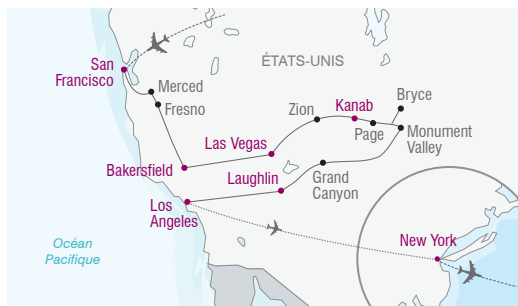 ÉTATS-UNIS
San
Francisco
Merced
Fresno
Bakersfield
Las Vegas
Zion
Kanab
Page
Bryce
Monument
Valley
Grand
Canyon
Laughlin
Los
Angeles
New York
Océan
Pacifique